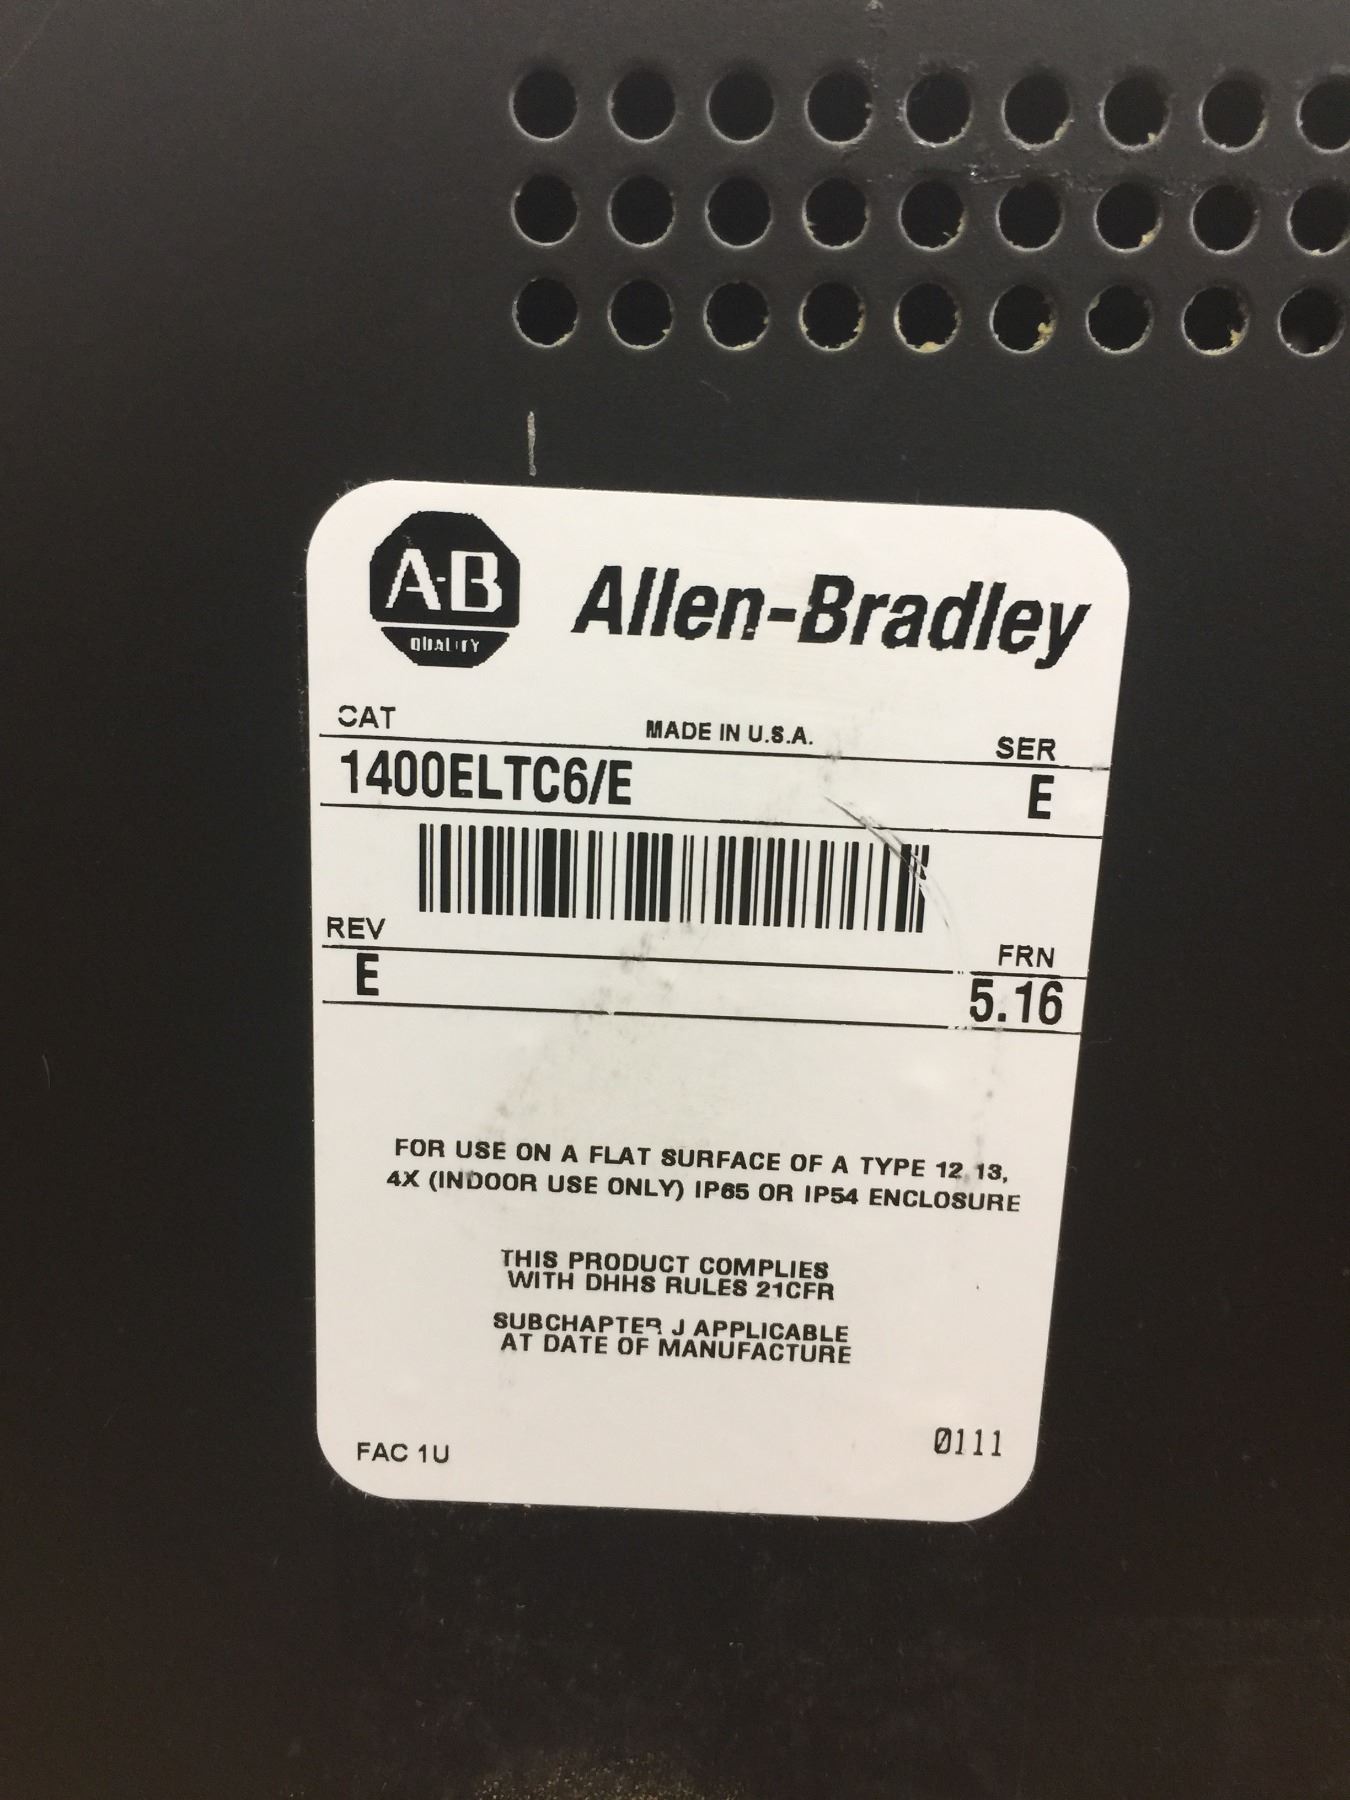 A-B
QUALITY
Allen-Bradley
CAT
MADE IN U.S.A.
SER
1400ELTC6/E
E
REV
FRN
E
5.16
FOR USE ON A FLAT SURFACE OF A TYPE 12, 13,
4X (INDOOR USE ONLY) IP65 OR IP54 ENCLOSURE
THIS PRODUCT COMPLIES
WITH DHHS RULES 21CFR
SUBCHAPTER J APPLICABLE
AT DATE OF MANUFACTURE
FAC 1U
0111